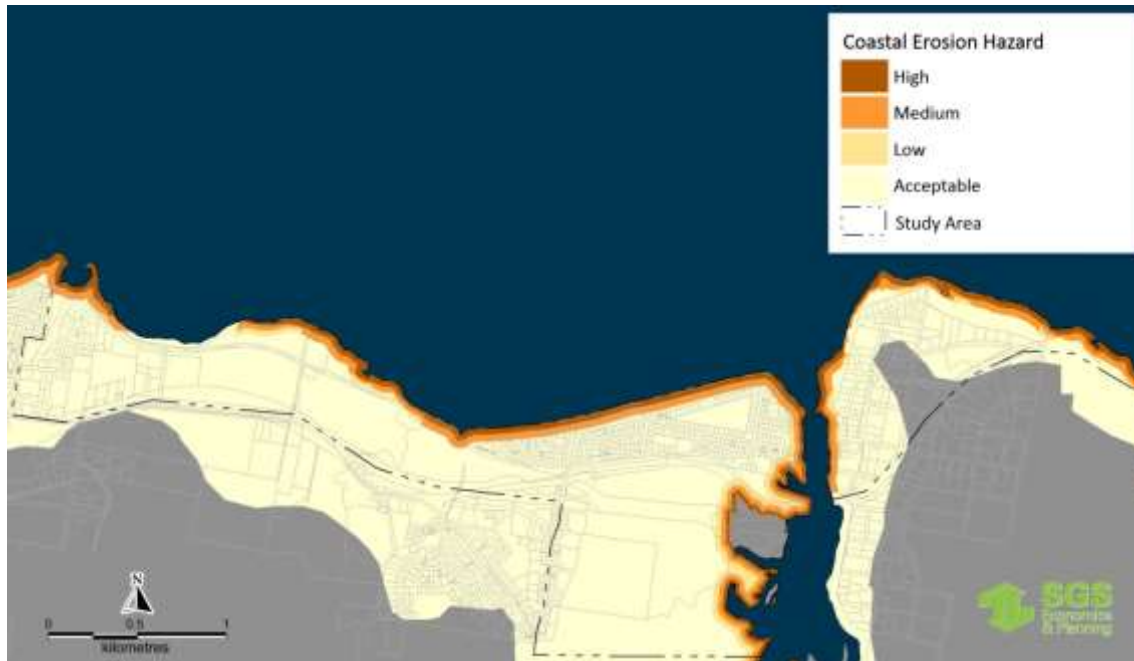 Coastal Erosion Hazard
High
Medium
Low
Acceptable
Study Area
N
0 0.5 1
kilometres
SGS
Economics
& Planning